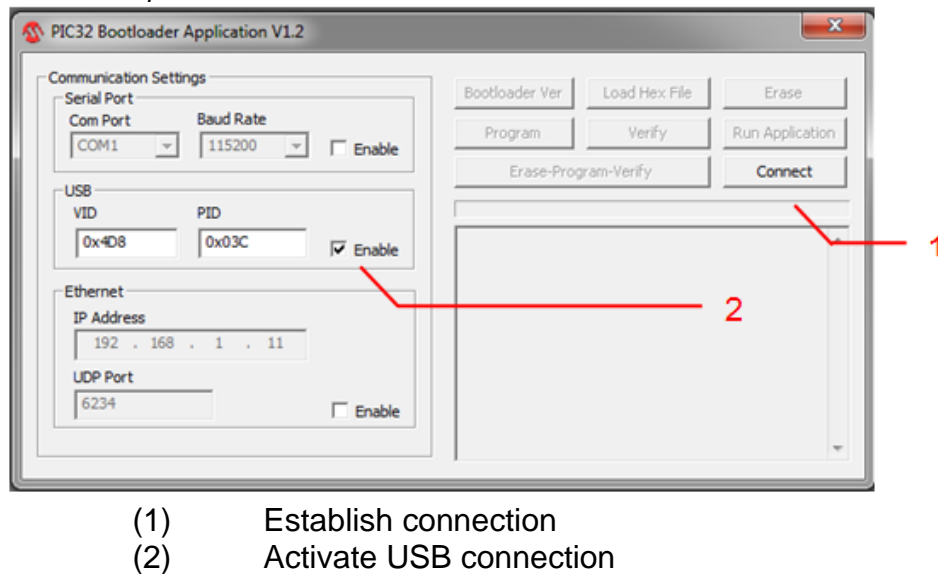 PIC32 Bootloader Application V1.2
x
Communication Settings
Serial Port
Com Port Baud Rate
COM1 115200 Enable
USB
VID PID
0x4D8 0x03C Enable
Ethernet
IP Address
192 . 168 . 1 . 11
UDP Port
6234 Enable
Bootloader Ver Load Hex File Erase
Program Verify Run Application
Erase-Program-Verify Connect
1
2
(1) Establish connection
(2) Activate USB connection